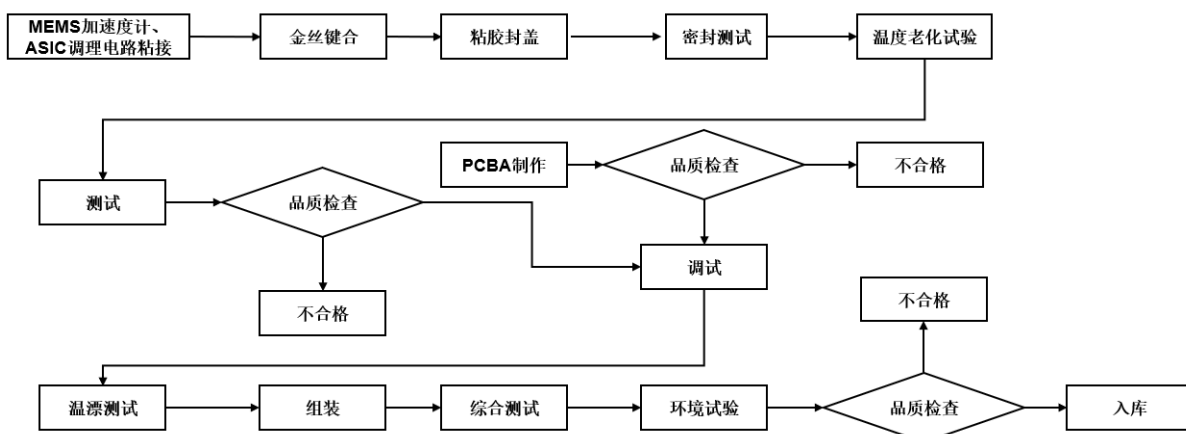 MEMS加速度计、
ASIC调理电路粘接
金丝键合
粘胶封盖
密封测试
温度老化试验
PCBA制作
品质检查
不合格
测试
品质检查
调试
不合格
不合格
温漂测试
组装
综合测试
环境试验
品质检查
入库